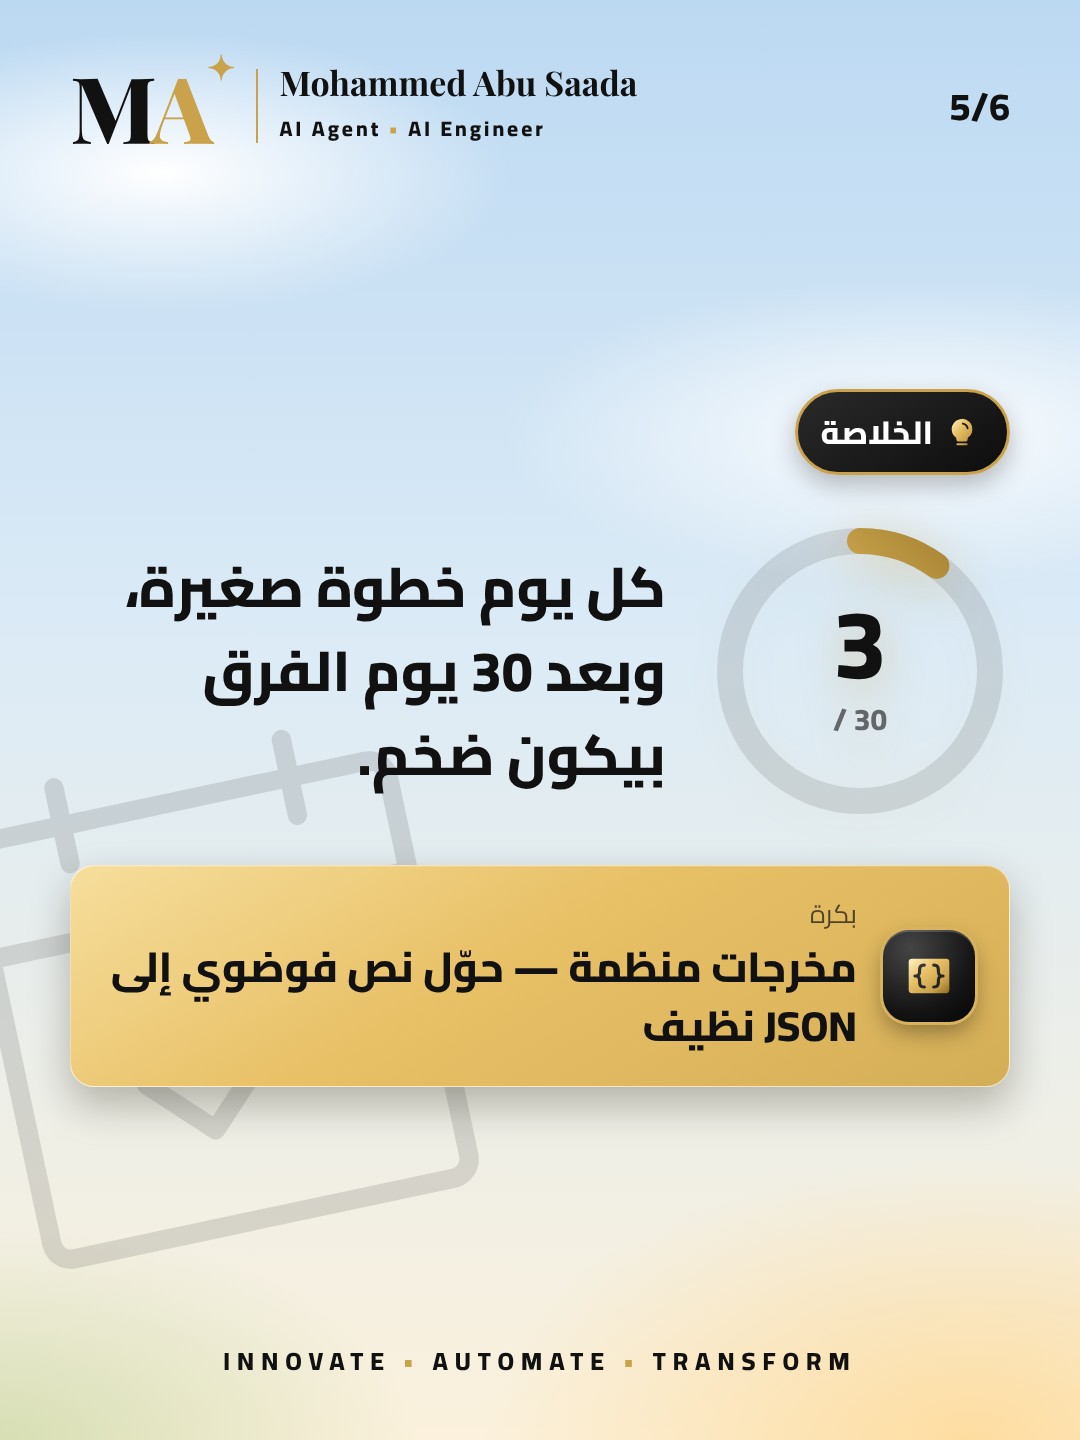 MA
Mohammed Abu Saada
AI Agent ▪ AI Engineer
5/6
الخلاصة
3
/ 30
كل يوم خطوة صغيرة،
وبعد 30 يوم الفرق
بيكون ضخم.
بكرة
مخرجات منظمة — حوّل نص فوضوي إلى
JSON نظيف
{}
INNOVATE ▪ AUTOMATE ▪ TRANSFORM